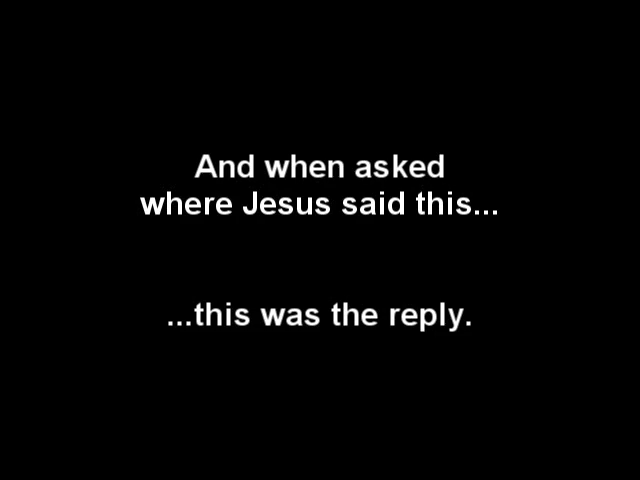 And when asked
where Jesus said this...
...this was the reply.